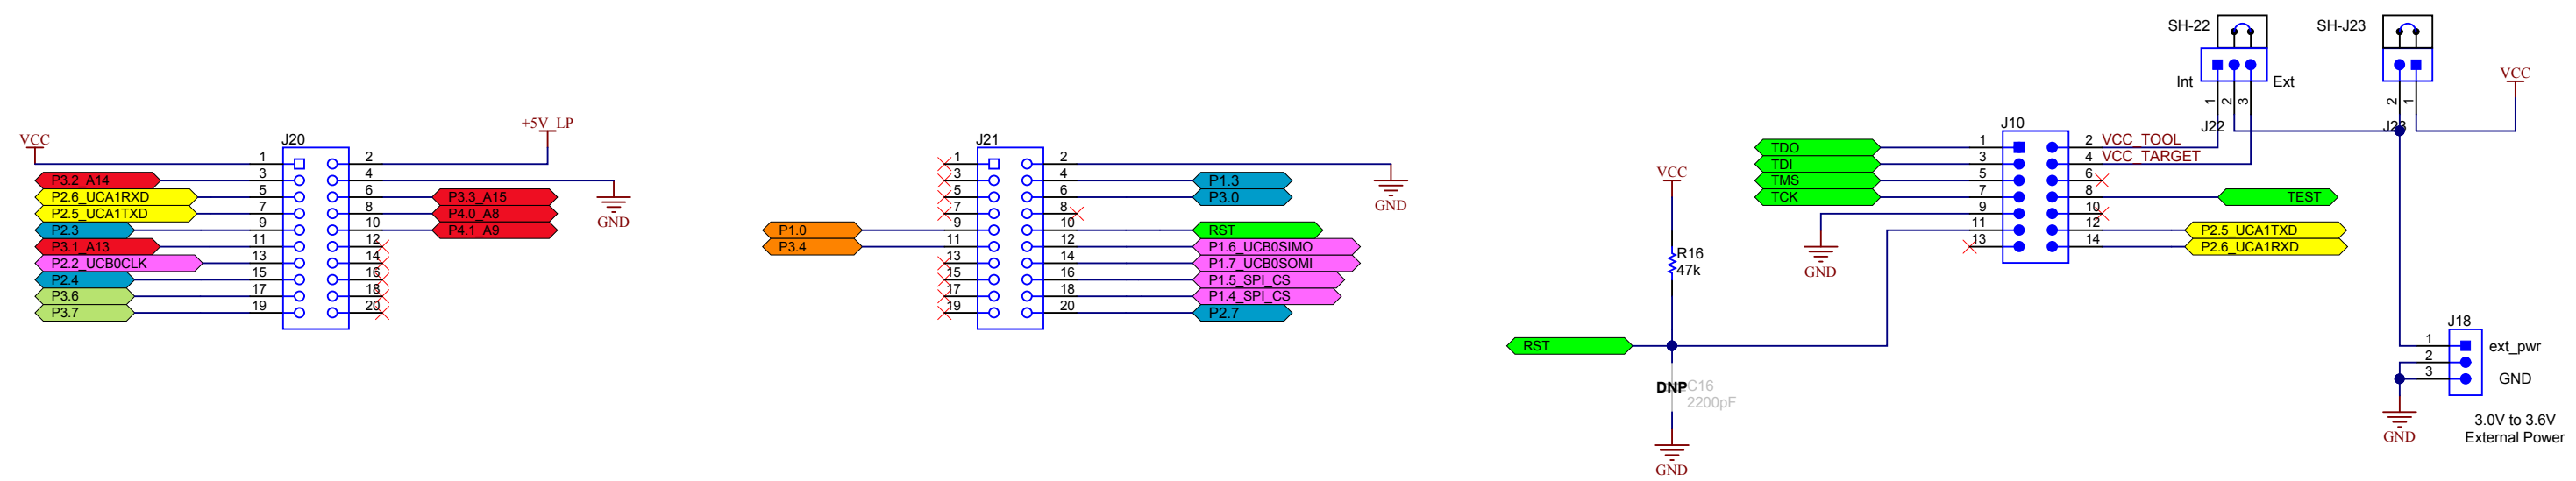 VCC
J20
+5V_LP
1 2
P3.2_A14 3 4
P2.6_UCA1RXD 5 6 P3.3_A15
P2.5_UCA1TXD 7 8 P4.0_A8
P2.3 9 10 P4.1_A9
P3.1_A13 11 12
P2.2_UCB0CLK 13 14
P2.4 15 16
P3.6 17 18
P3.7 19 20
GND
J21
1 2
3 4 P1.3
5 6 P3.0
7 8
P1.0 9 10 RST
P3.4 11 12 P1.6_UCB0SIMO
13 14 P1.7_UCB0SOMI
15 16 P1.5_SPI_CS
17 18 P1.4_SPI_CS
19 20 P2.7
GND
VCC
R16
47k
RST
DNP C16
2200pF
GND
SH-22
Int Ext
1 2 3
J22
SH-J23
2 1
J23
VCC
J10
TDO 1 2 VCC_TOOL
TDI 3 4 VCC_TARGET
TMS 5 6
TCK 7 8 TEST
9 10
11 12 P2.5_UCA1TXD
13 14 P2.6_UCA1RXD
GND
J18
1 ext_pwr
2
3 GND
GND
3.0V to 3.6V
External Power